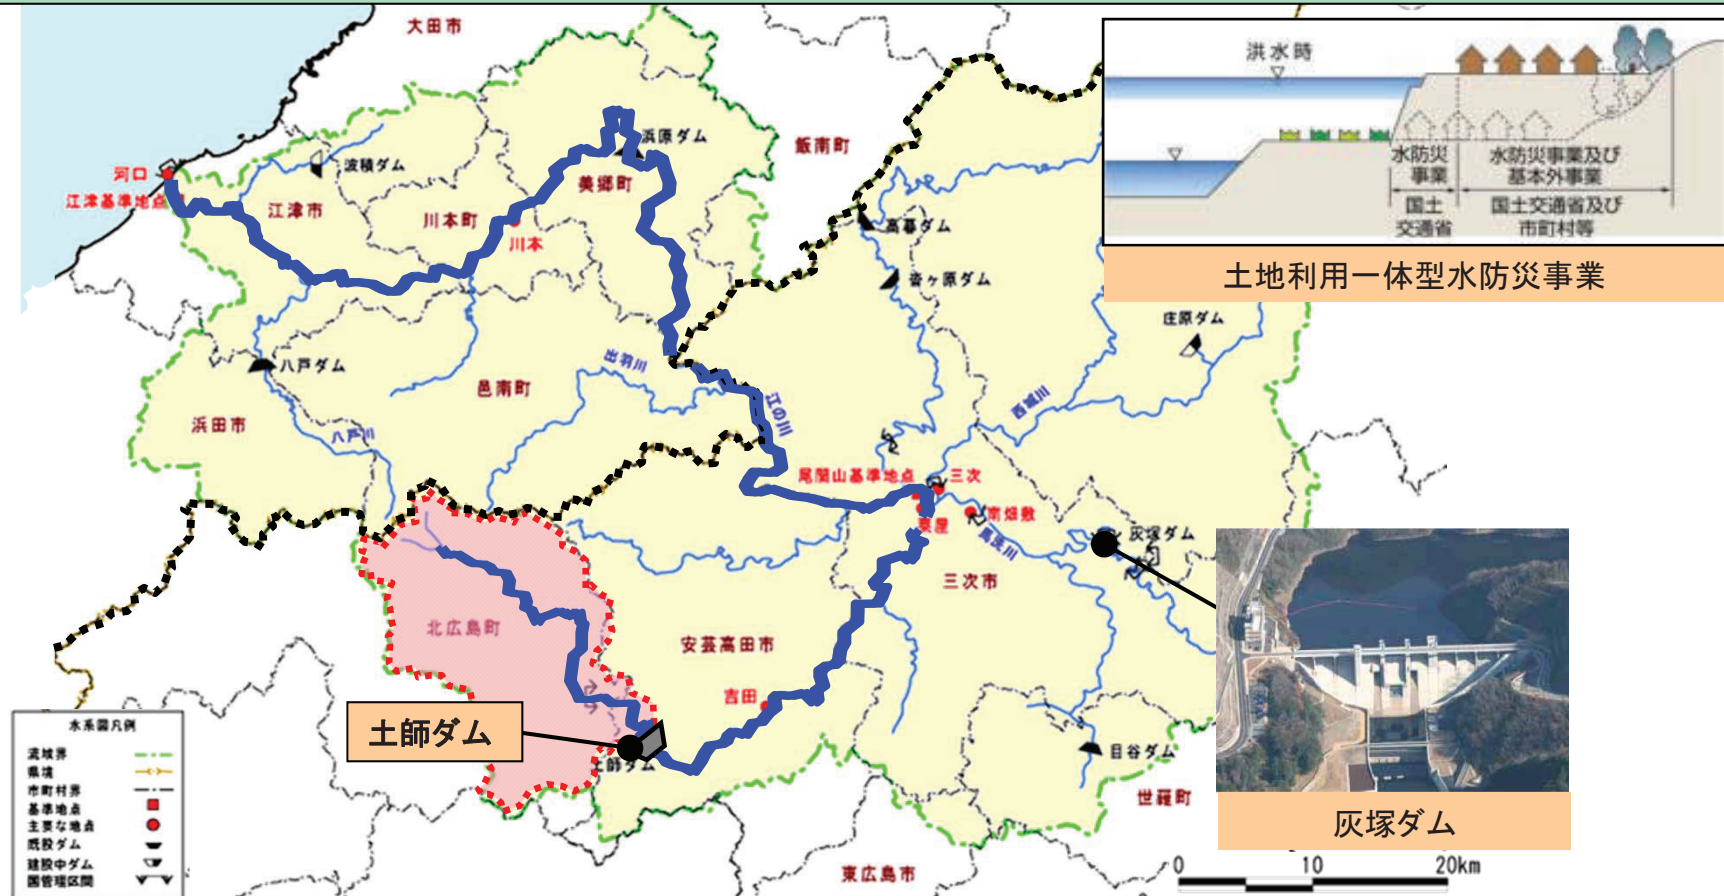 大田市
飯南町
浜原ダム
美郷町
波積ダム
河口
江津基準地点
江津市
川本町
川本
高暮ダム
沓ヶ原ダム
庄原ダム
八戸ダム
出羽川
邑南町
江の川
西城川
浜田市
八戸川
尾関山基準地点
三次
粟屋
南畑敷
馬洗川
灰塚ダム
三次市
北広島町
安芸高田市
吉田
土師ダム
土師ダム
目谷ダム
世羅町
東広島市
洪水時
水防災
事業
水防災事業及び
基本外事業
国土
交通省
国土交通省及び
市町村等
土地利用一体型水防災事業
灰塚ダム
水系図凡例
流域界
県境
市町村界
基準地点
主要な地点
既設ダム
建設中ダム
国管理区間
0 10 20km